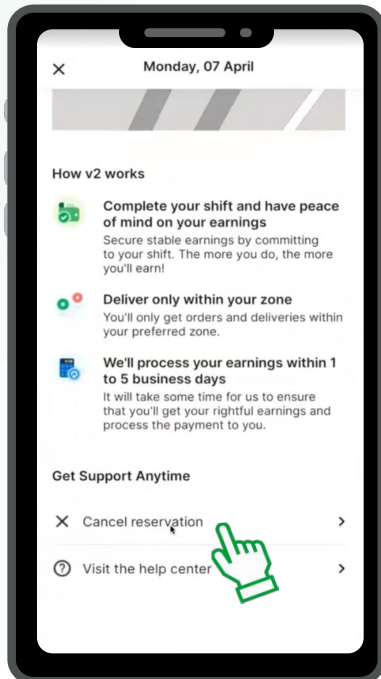 Monday, 07 April
How v2 works
Complete your shift and have peace
of mind on your earnings
Secure stable earnings by committing
to your shift. The more you do, the more
you'll earn!
Deliver only within your zone
You'll only get orders and deliveries within
your preferred zone.
We'll process your earnings within 1
to 5 business days
It will take some time for us to ensure
that you'll get your rightful earnings and
process the payment to you.
Get Support Anytime
Cancel reservation
Visit the help center